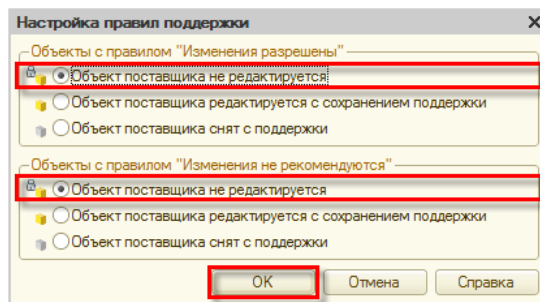 Настройка правил поддержки
Объекты с правилом "Изменения разрешены"
Объект поставщика не редактируется
Объект поставщика редактируется с сохранением поддержки
Объект поставщика снят с поддержки
Объекты с правилом "Изменения не рекомендуются"
Объект поставщика не редактируется
Объект поставщика редактируется с сохранением поддержки
Объект поставщика снят с поддержки
OK Отмена Справка